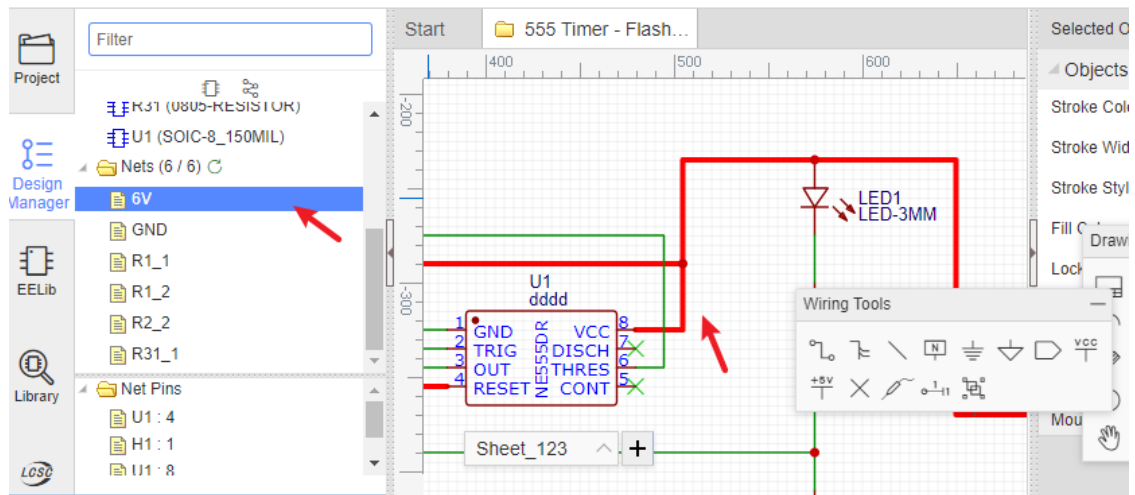 Project
Design
Manager
EELib
Library
LCSC
Filter
R31 (0805-RESISTOR)
U1 (SOIC-8_150MIL)
Nets (6 / 6)
6V
GND
R1_1
R1_2
R2_2
R31_1
Net Pins
U1 : 4
H1 : 1
U1 : 8
Start
555 Timer - Flash...
400
500
600
-200
-300
LED1
LED-3MM
U1
dddd
1 GND
2 TRIG
3 OUT
4 RESET
NE555DR
VCC 8
DISCH 7
THRES 6
CONT 5
Sheet_123
Wiring Tools
N
VCC
+5V
1
Selected O
Objects
Stroke Col
Stroke Wid
Stroke Styl
Fill C
Drawi
Lock
Mou